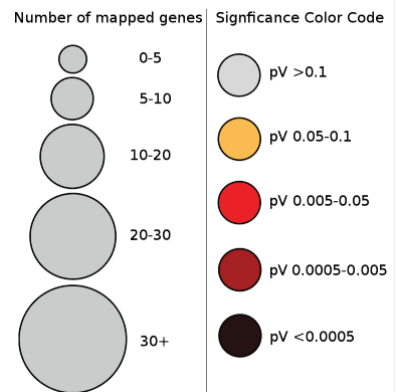 Number of mapped genes
0-5
5-10
10-20
20-30
30+
Signficance Color Code
pV >0.1
pV 0.05-0.1
pV 0.005-0.05
pV 0.0005-0.005
pV <0.0005